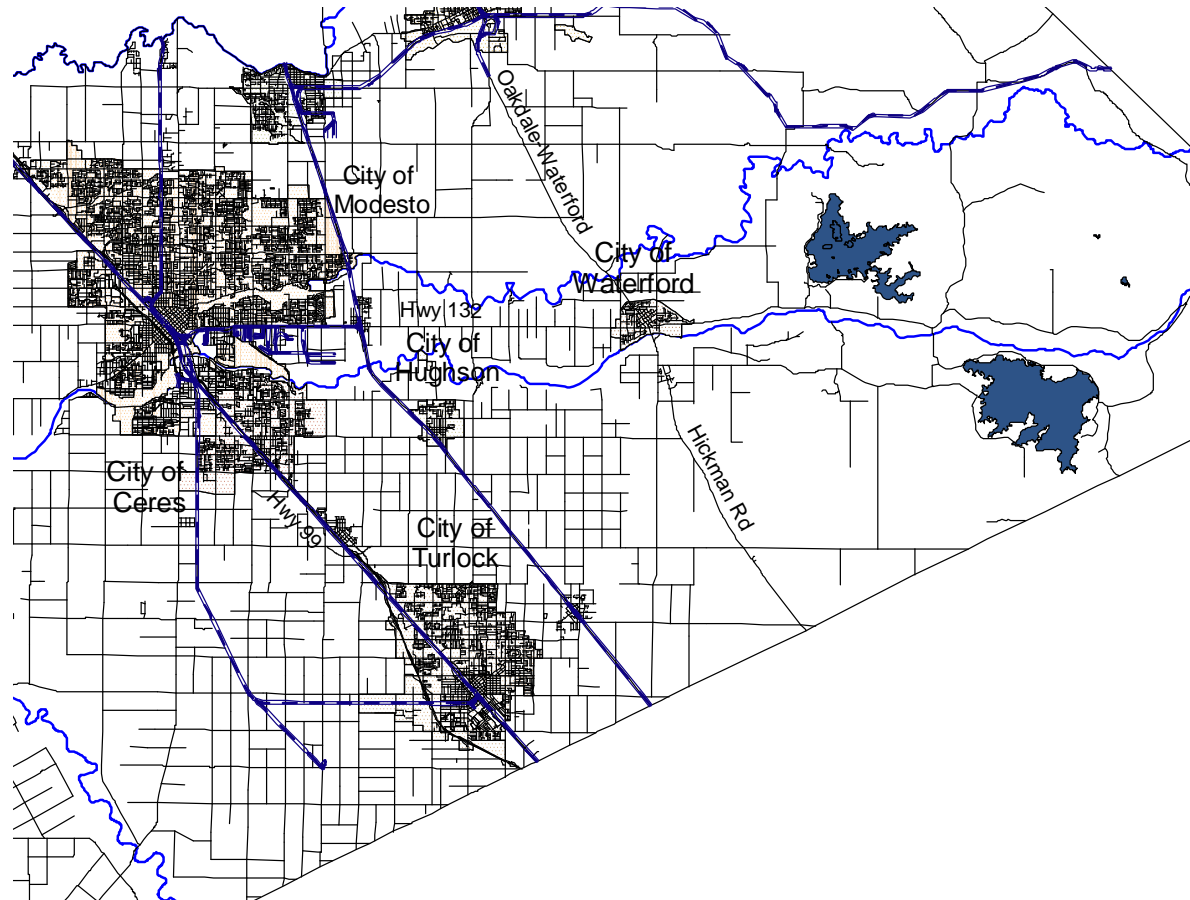 Oakdale-Waterford
City of
Modesto
City of
Waterford
Hwy 132
City of
Hughson
Hickman Rd
City of
Ceres
Hwy 99
City of
Turlock